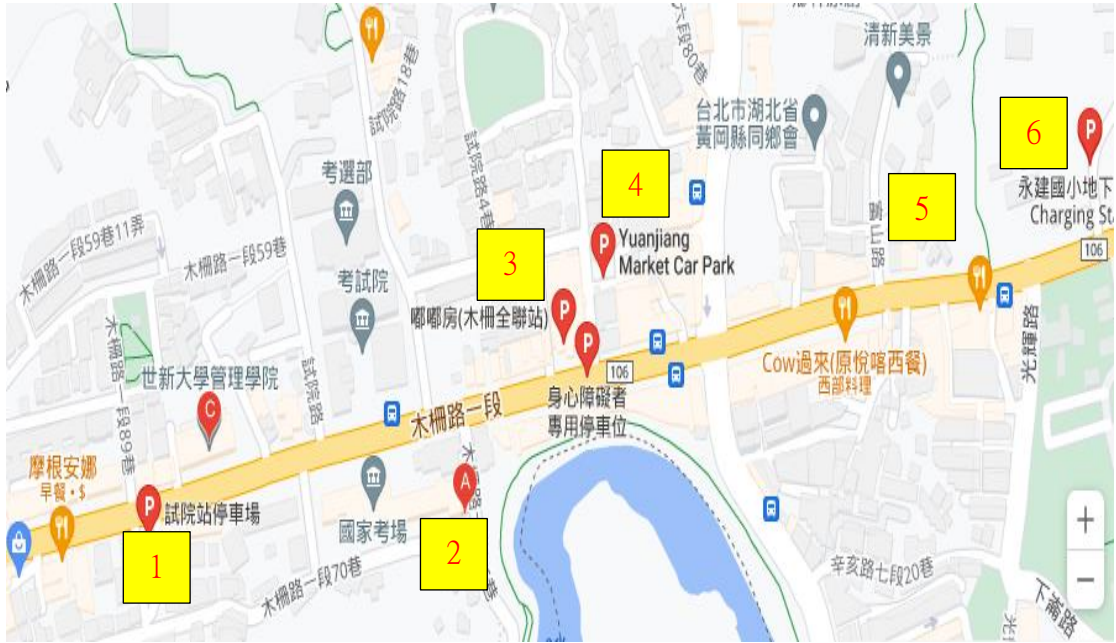 試院路18巷
六段80巷
清新美景
台北市湖北省
黃岡縣同鄉會
6
永建國小地下
Charging Sta
考選部
4
5
試院路4巷
萬壽路
106
木柵路一段59巷11弄
木柵路一段59巷
3
Yuanjiang
Market Car Park
考試院
嘟嘟房(木柵全聯站)
106
身心障礙者
專用停車位
Cow過來(原悅喀西餐)
西部料理
光輝路
木柵路一段89巷
世新大學管理學院
C
試院路
木柵路一段
摩根安娜
早餐・$
P
試院站停車場
國家考場
A
1
2
木柵路一段70巷
辛亥路七段20巷
下崙路
+
−